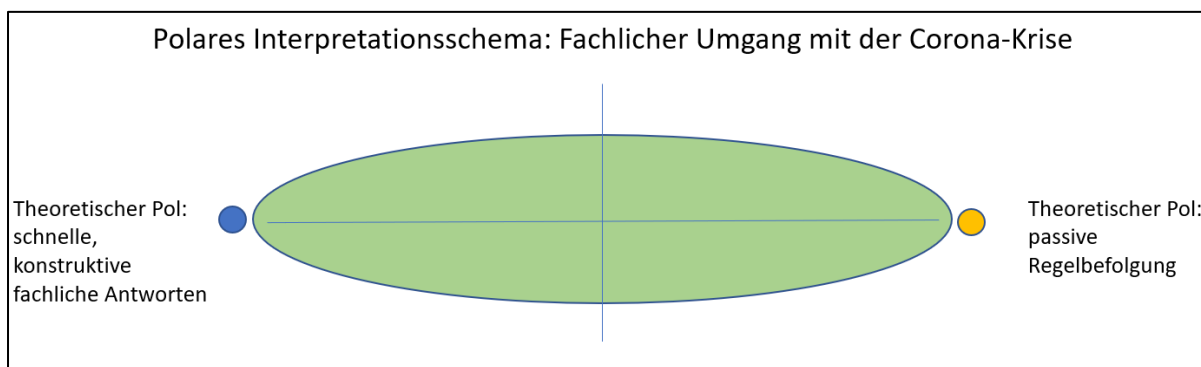 Polares Interpretationsschema: Fachlicher Umgang mit der Corona-Krise
Theoretischer Pol:
schnelle,
konstruktive
fachliche Antworten
Theoretischer Pol:
passive
Regelbefolgung